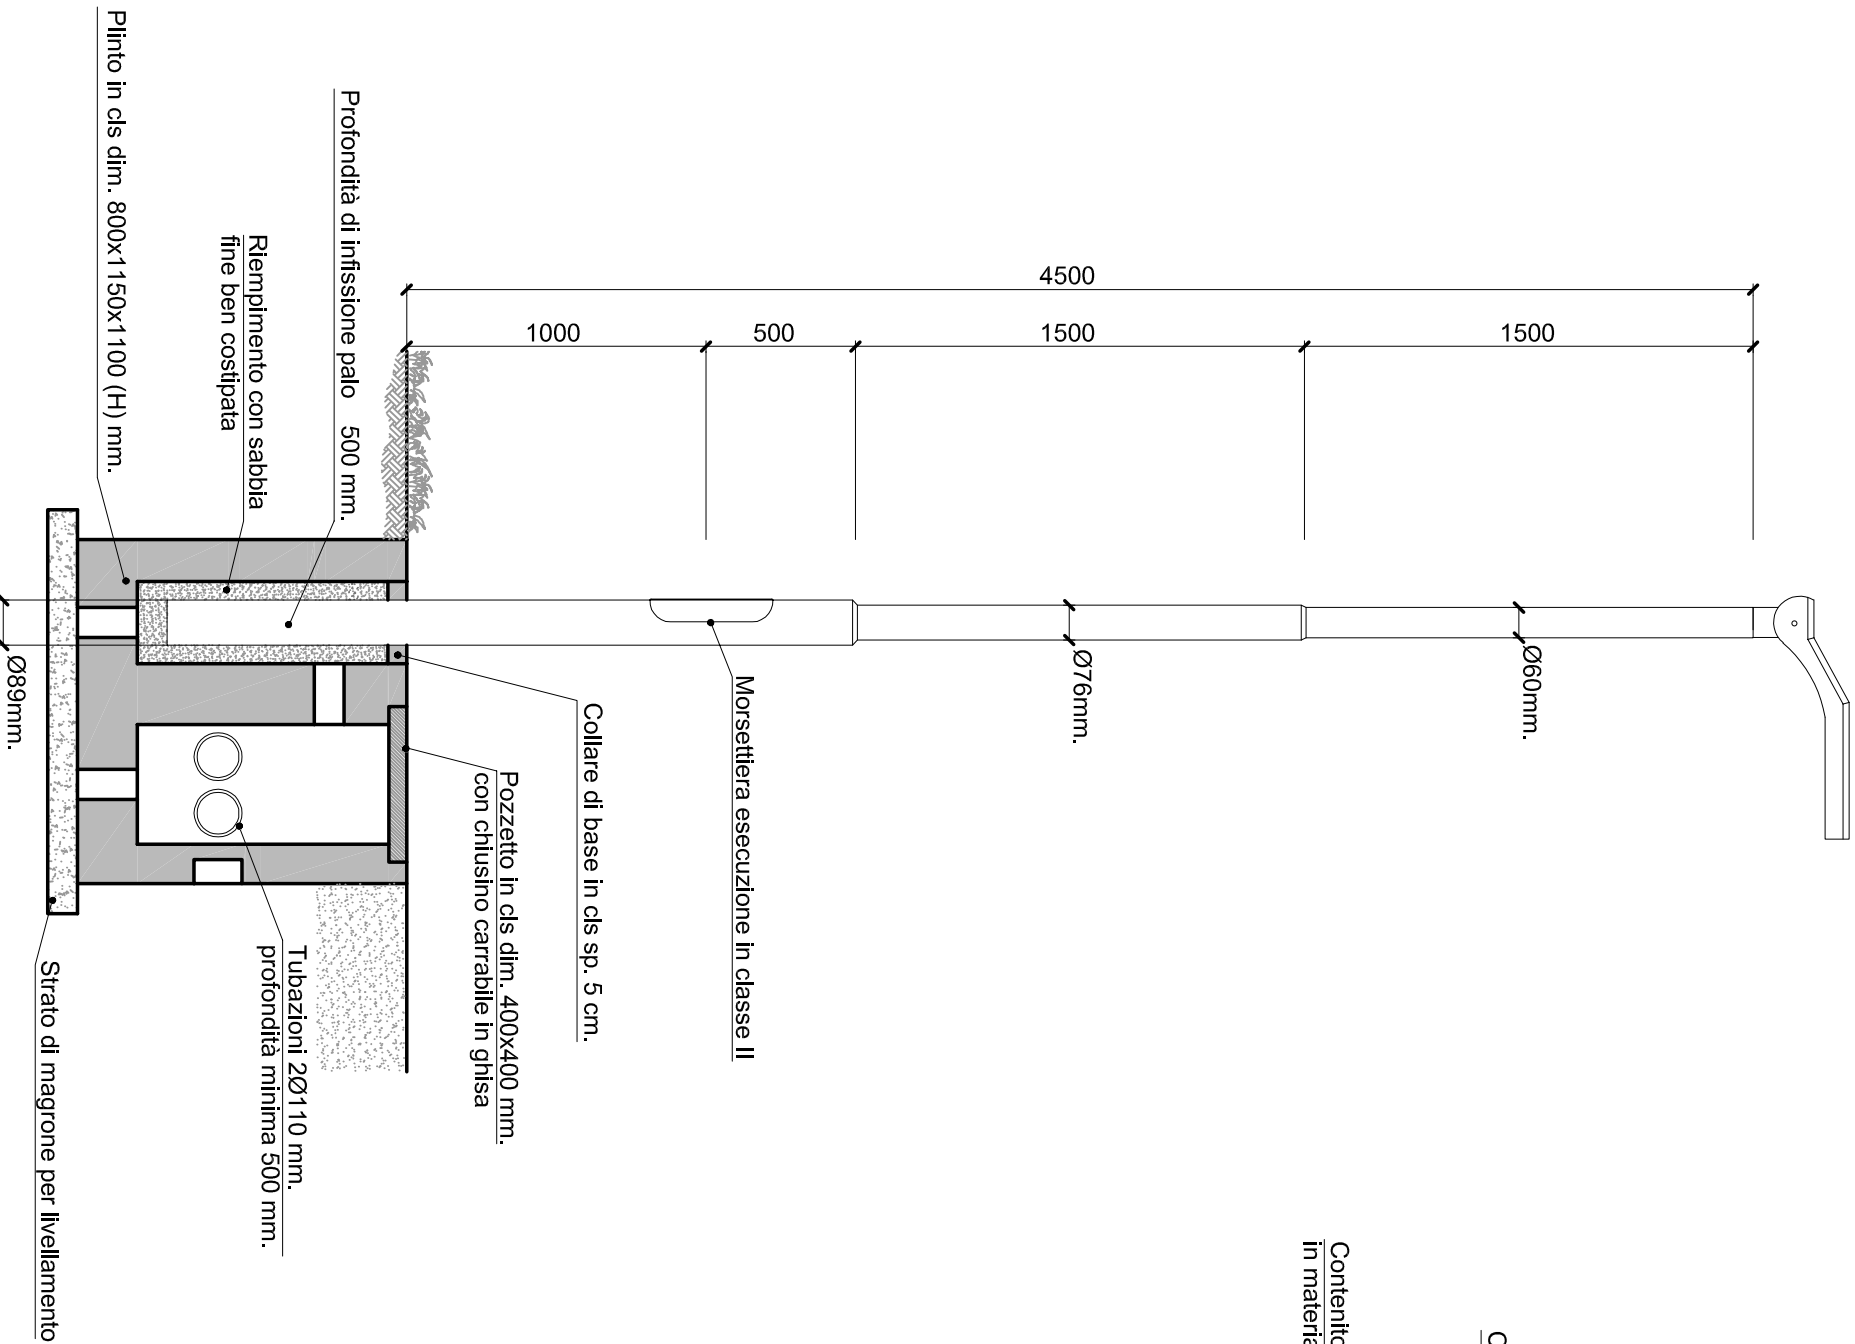 4500
1000
500
1500
1500
Ø60mm.
Ø76mm.
Morsettiera esecuzione in classe II
Collare di base in cls sp. 5 cm.
Pozzetto in cls dim. 400x400 mm.
con chiusino carrabile in ghisa
Profondità di infissione palo 500 mm.
Riempimento con sabbia
fine ben costipata
Tubazioni 2Ø110 mm.
profondità minima 500 mm.
Plinto in cls dim. 800x1150x1100 (H) mm.
Strato di magrone per livellamento
Ø89mm.